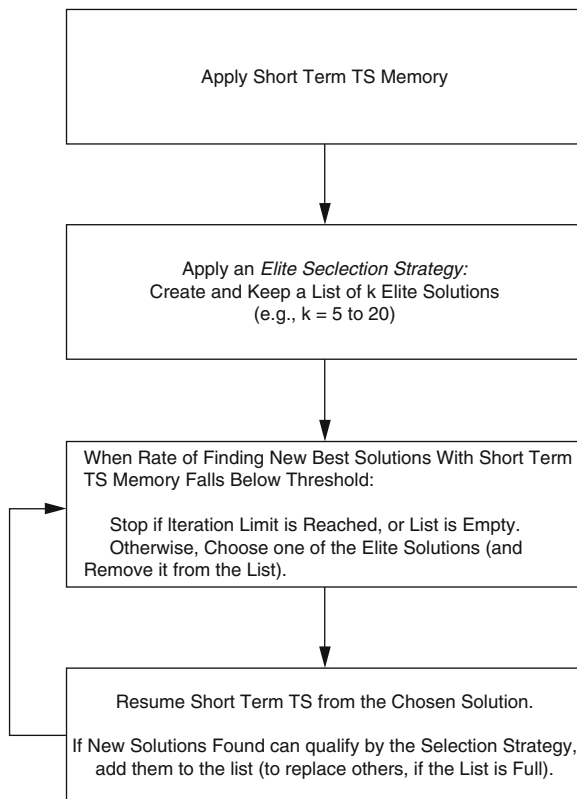 Apply Short Term TS Memory
Apply an Elite Seclection Strategy:
Create and Keep a List of k Elite Solutions
(e.g., k = 5 to 20)
When Rate of Finding New Best Solutions With Short Term
TS Memory Falls Below Threshold:
Stop if Iteration Limit is Reached, or List is Empty.
Otherwise, Choose one of the Elite Solutions (and
Remove it from the List).
Resume Short Term TS from the Chosen Solution.
If New Solutions Found can qualify by the Selection Strategy,
add them to the list (to replace others, if the List is Full).